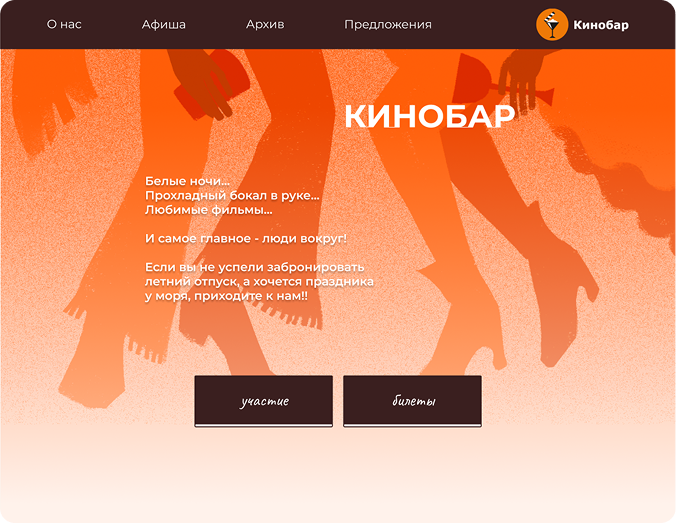 О нас
Афиша
Архив
Предложения
Кинобар
КИНОБАР
Белые ночи...
Прохладный бокал в руке...
Любимые фильмы...
И самое главное - люди вокруг!
Если вы не успели забронировать
летний отпуск, а хочется праздника
у моря, приходите к нам!!
участие
билеты